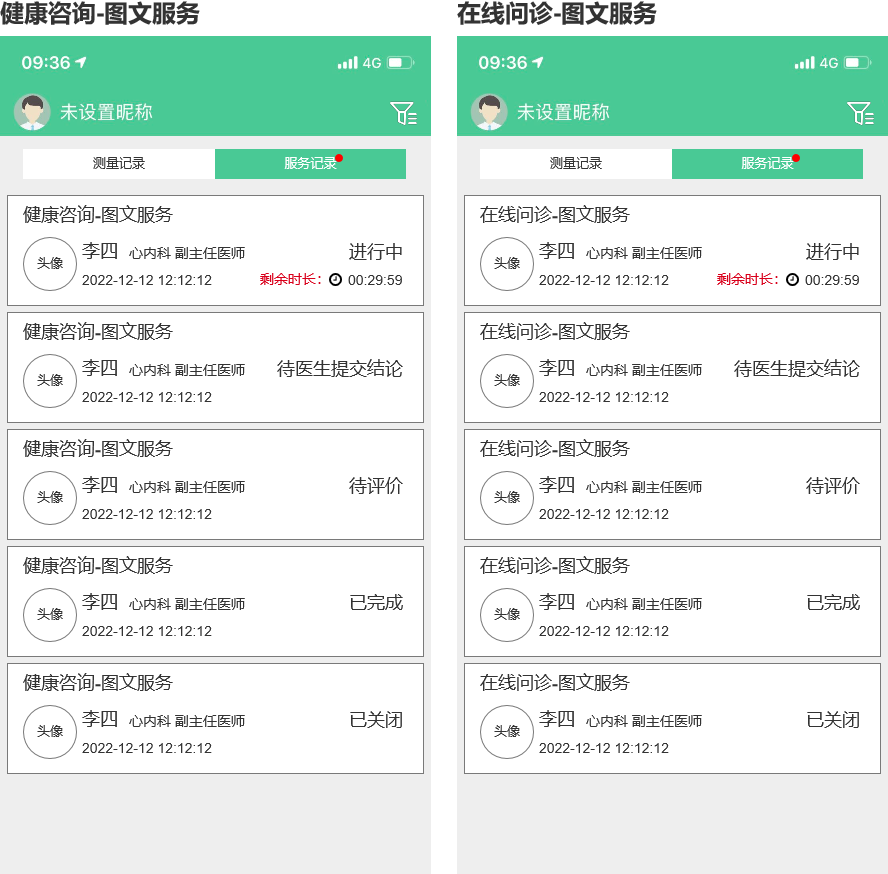 健康咨询-图文服务
09:36
4G
未设置昵称
测量记录
服务记录
健康咨询-图文服务
头像
李四 心内科 副主任医师
进行中
2022-12-12 12:12:12
剩余时长： 00:29:59
健康咨询-图文服务
头像
李四 心内科 副主任医师
待医生提交结论
2022-12-12 12:12:12
健康咨询-图文服务
头像
李四 心内科 副主任医师
待评价
2022-12-12 12:12:12
健康咨询-图文服务
头像
李四 心内科 副主任医师
已完成
2022-12-12 12:12:12
健康咨询-图文服务
头像
李四 心内科 副主任医师
已关闭
2022-12-12 12:12:12
在线问诊-图文服务
09:36
4G
未设置昵称
测量记录
服务记录
在线问诊-图文服务
头像
李四 心内科 副主任医师
进行中
2022-12-12 12:12:12
剩余时长： 00:29:59
在线问诊-图文服务
头像
李四 心内科 副主任医师
待医生提交结论
2022-12-12 12:12:12
在线问诊-图文服务
头像
李四 心内科 副主任医师
待评价
2022-12-12 12:12:12
在线问诊-图文服务
头像
李四 心内科 副主任医师
已完成
2022-12-12 12:12:12
在线问诊-图文服务
头像
李四 心内科 副主任医师
已关闭
2022-12-12 12:12:12